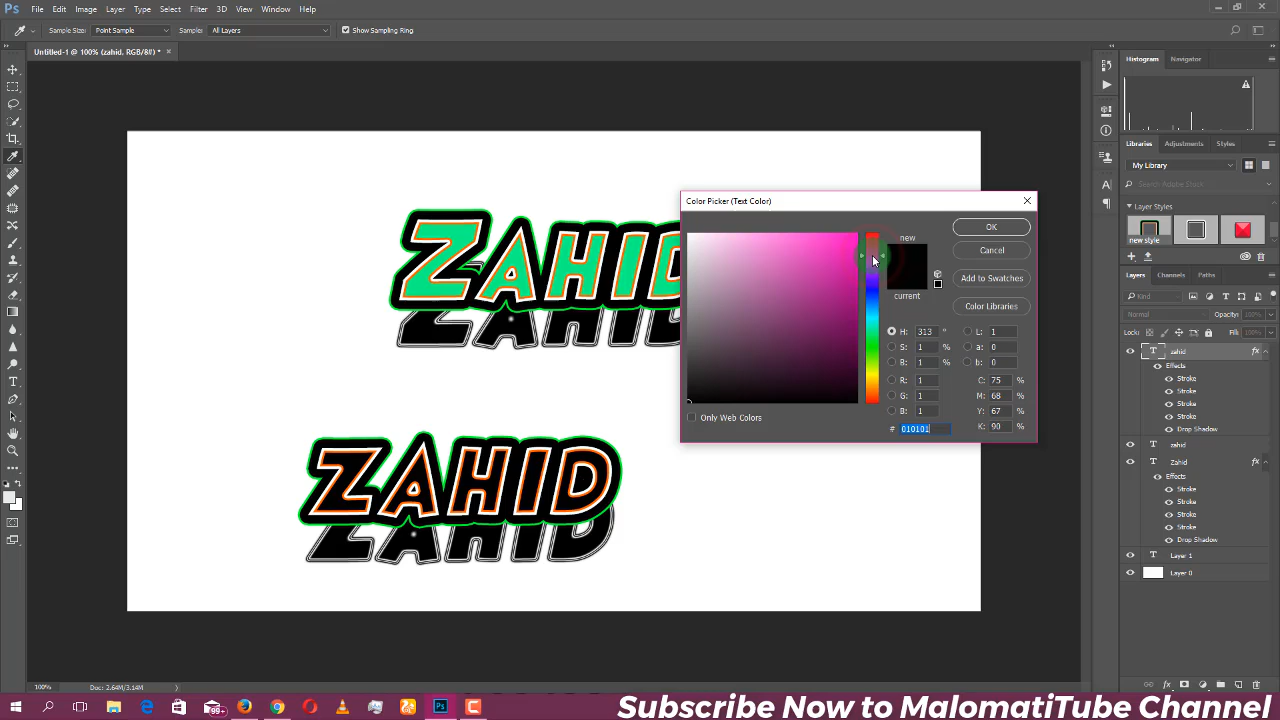 Ps File Edit Image Layer Type Select Filter 3D View Window Help
Sample Size: Point Sample Sample: All Layers Show Sampling Ring
Untitled-1 @ 100% (zahid, RGB/8#) * ×
Histogram Navigator
Libraries Adjustments Styles
My Library
Search Adobe Stock
Layer Styles
new style
Layers Channels Paths
Kind
Normal Opacity: 100%
Lock: Fill: 100%
T zahid fx
Effects
Stroke
Stroke
Stroke
Stroke
Drop Shadow
T zahid
T Zahid fx
Effects
Stroke
Stroke
Stroke
Stroke
Drop Shadow
T Layer 1
Layer 0
ZAHID
ZAHID
ZAHID
ZAHID
Color Picker (Text Color)
new
current
OK
Cancel
Add to Swatches
Color Libraries
H: 313 °
S: 1 %
B: 1 %
R: 1
G: 1
B: 1
L: 1
a: 0
b: 0
C: 75 %
M: 68 %
Y: 67 %
K: 90 %
# 010101
Only Web Colors
100% Doc: 2.64M/3.14M
99+
Subscribe Now to MalomatiTube Channel